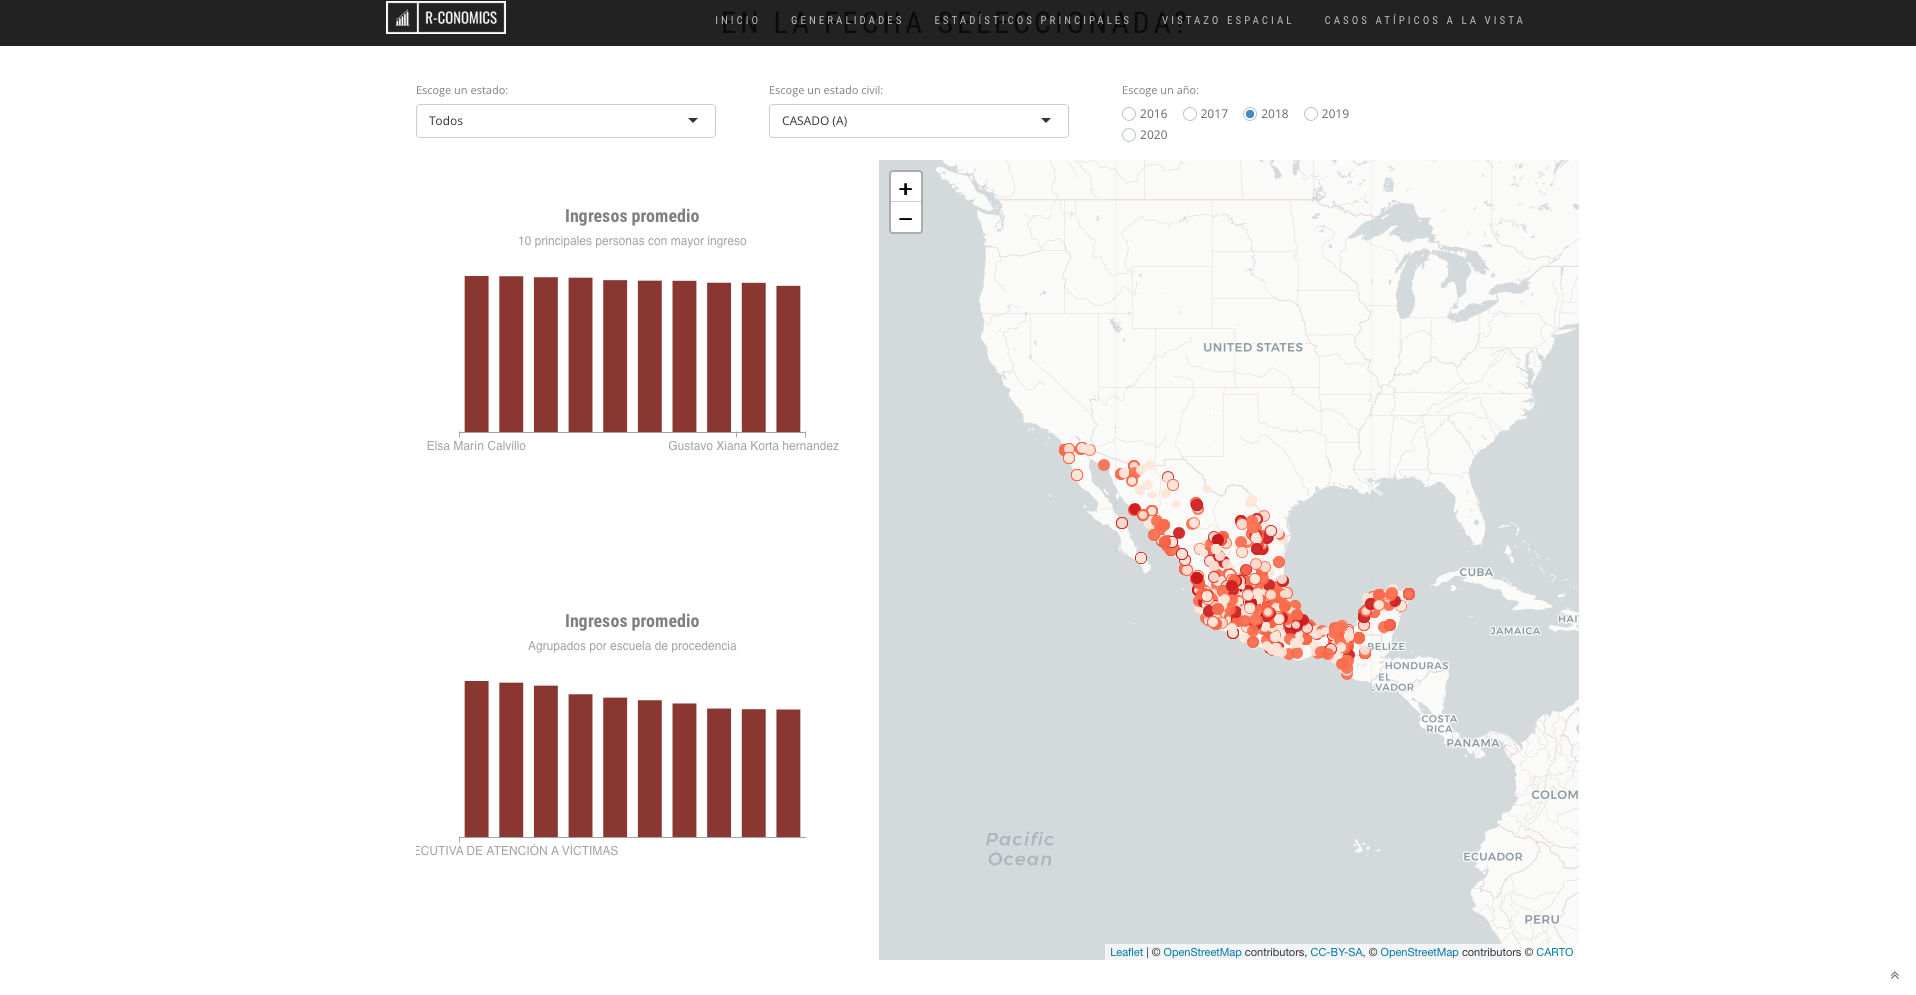 R-CONOMICS
INICIO GENERALIDADES ESTADÍSTICOS PRINCIPALES VISTAZO ESPACIAL CASOS ATÍPICOS A LA VISTA
EN LA FECHA SELECCIONADA?
Escoge un estado:
Todos
Escoge un estado civil:
CASADO (A)
Escoge un año:
2016 2017 2018 2019
2020
Ingresos promedio
10 principales personas con mayor ingreso
Elsa Marin Calvillo
Gustavo Xiana Korta hernandez
Ingresos promedio
Agrupados por escuela de procedencia
ECUTIVA DE ATENCIÓN A VÍCTIMAS
+
−
UNITED STATES
CUBA
HAI
JAMAICA
BELIZE
HONDURAS
EL
LVADOR
COSTA
RICA
PANAMA
COLOM
Pacific
Ocean
ECUADOR
PERU
Leaflet | © OpenStreetMap contributors, CC-BY-SA, © OpenStreetMap contributors © CARTO